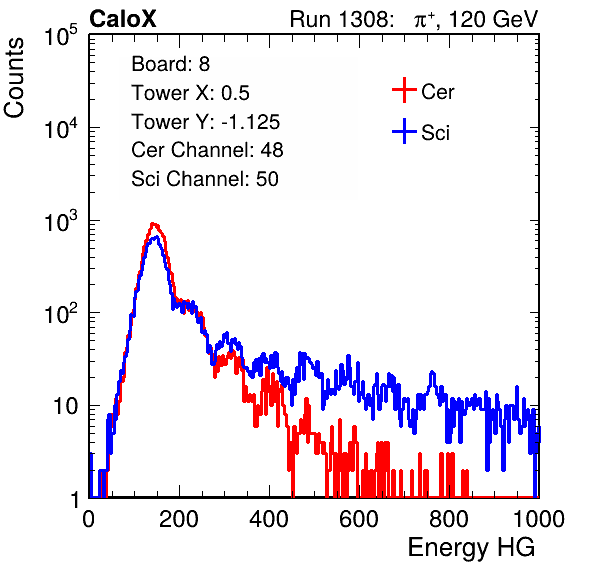 CaloX Run 1308: π⁺, 120 GeV
Counts
10⁵
10⁴
10³
10²
10
1
Board: 8
Tower X: 0.5
Tower Y: -1.125
Cer Channel: 48
Sci Channel: 50
Cer
Sci
0 200 400 600 800 1000
Energy HG